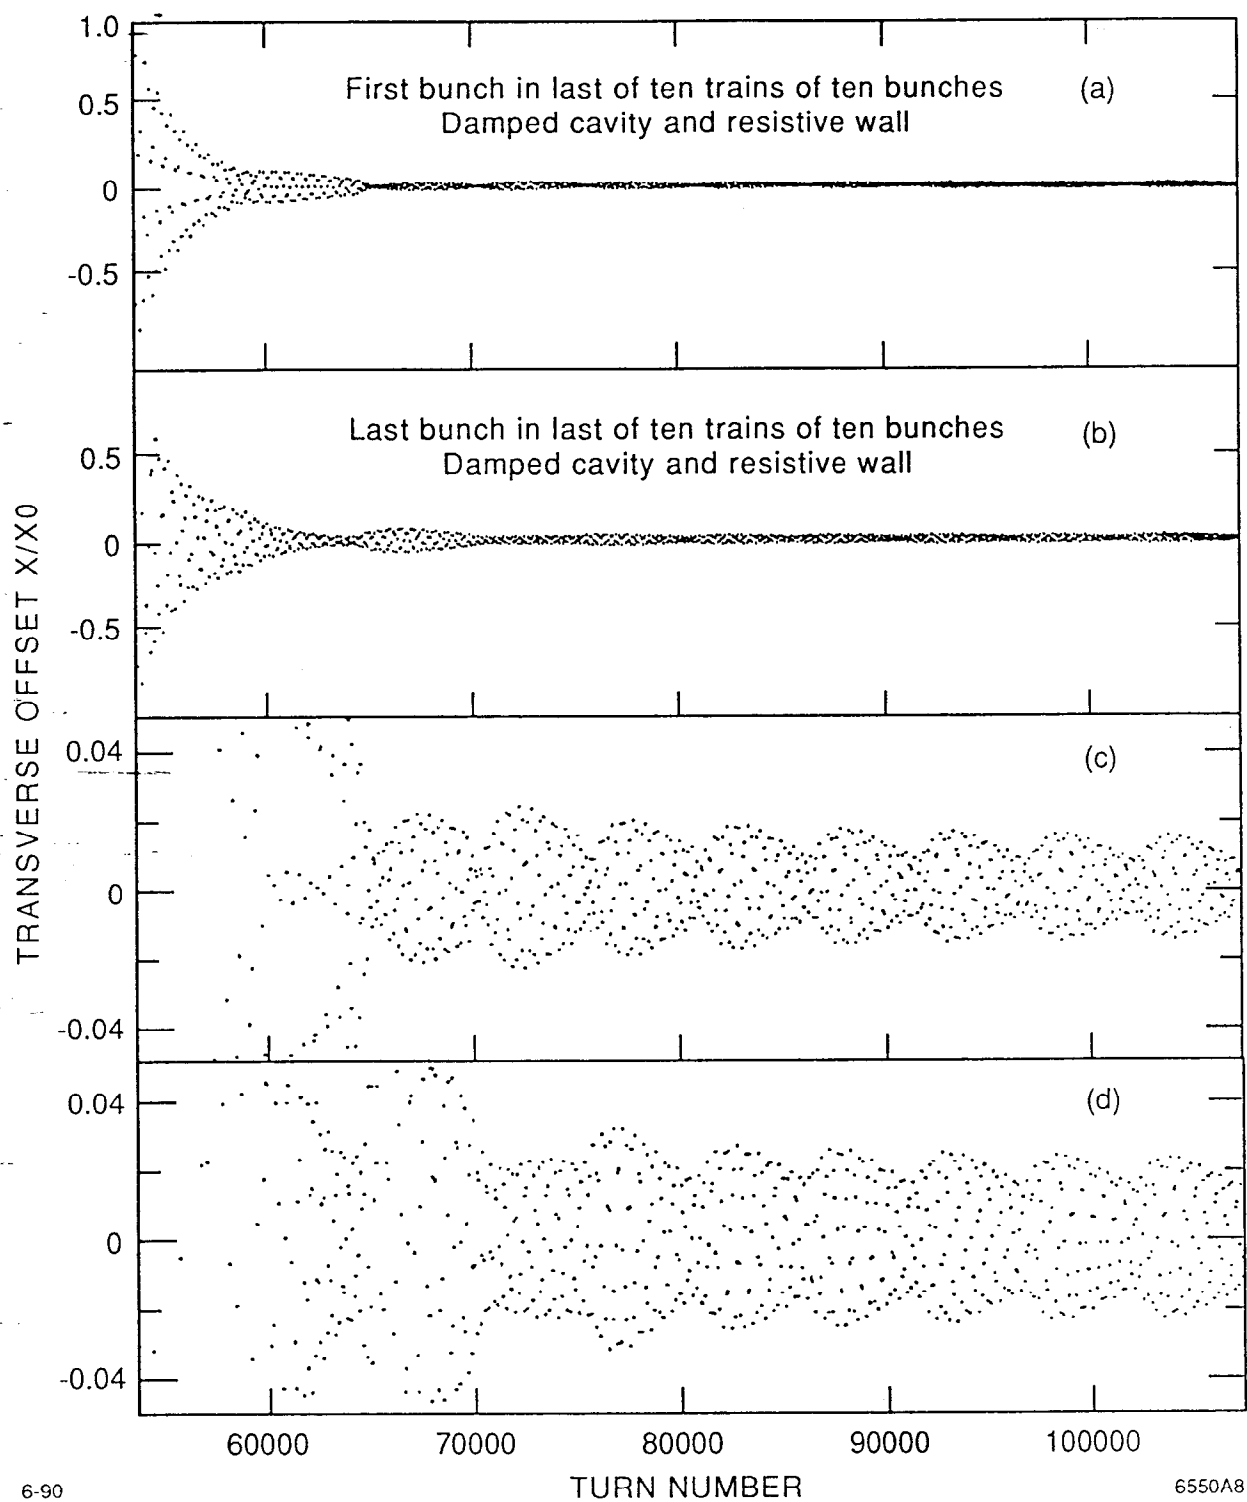 1.0
0.5
0
-0.5
First bunch in last of ten trains of ten bunches
Damped cavity and resistive wall
(a)
0.5
0
-0.5
Last bunch in last of ten trains of ten bunches
Damped cavity and resistive wall
(b)
0.04
0
-0.04
(c)
0.04
0
-0.04
(d)
TRANSVERSE OFFSET X/X0
60000 70000 80000 90000 100000
TURN NUMBER
6-90
6550A8